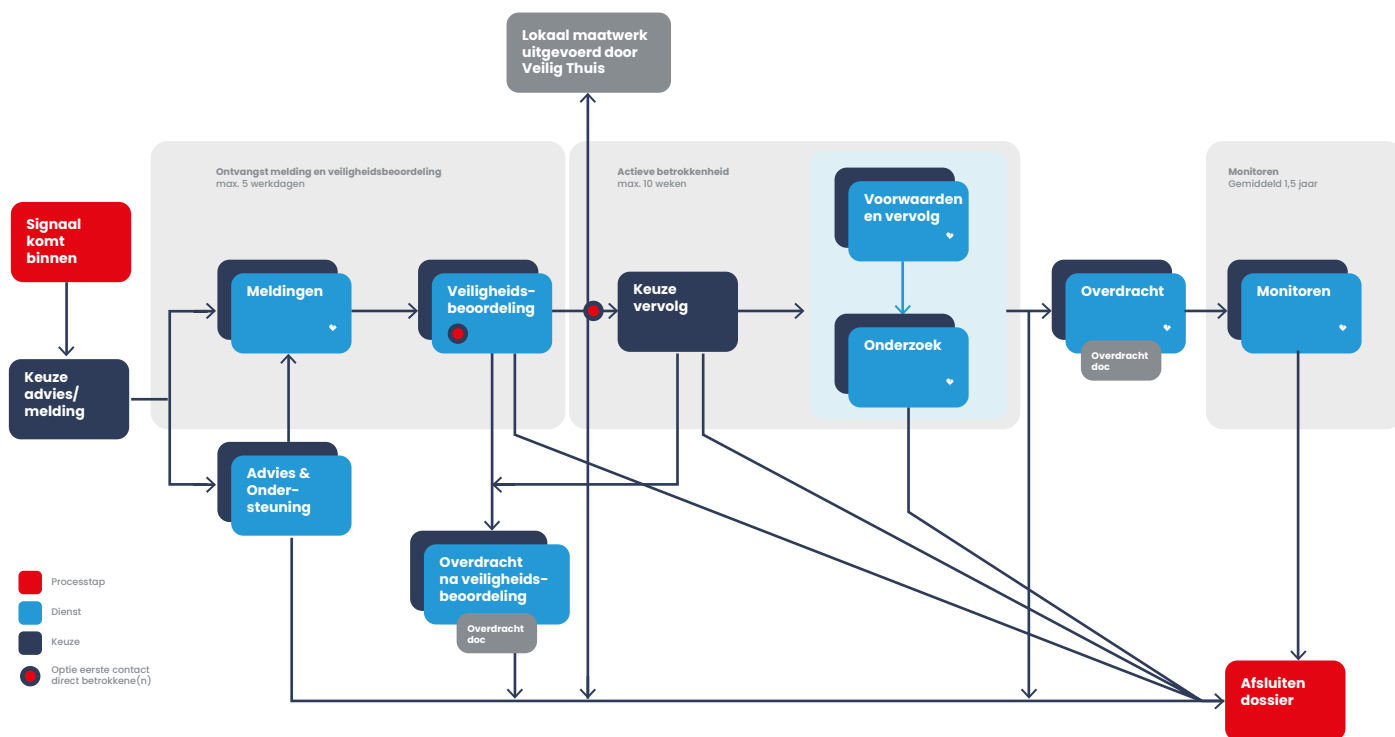 Lokaal maatwerk
uitgevoerd door
Veilig Thuis
Ontvangst melding en veiligheidsbeoordeling
max. 5 werkdagen
Actieve betrokkenheid
max. 10 weken
Monitoren
Gemiddeld 1,5 jaar
Signaal
komt
binnen
Voorwaarden
en vervolg
Meldingen
Veiligheids-
beoordeling
Keuze
vervolg
Overdracht
Overdracht
doc
Monitoren
Onderzoek
Keuze
advies/
melding
Advies &
Onder-
steuning
Overdracht
na veiligheids-
beoordeling
Overdracht
doc
Processtap
Dienst
Keuze
Optie eerste contact
direct betrokkene(n)
Afsluiten
dossier